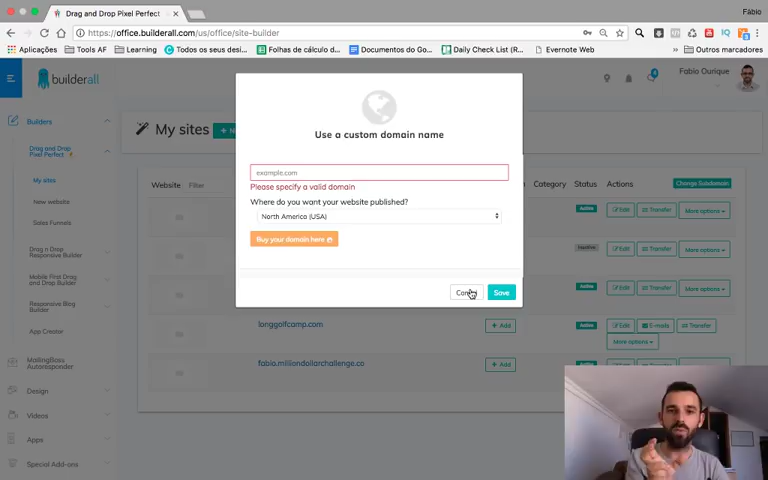 Drag and Drop Pixel Perfect
Fábio
https://office.builderall.com/us/office/site-builder
Aplicações
Tools AF
Learning
Todos os seus desi...
Folhas de cálculo d...
Documentos do Go...
Daily Check List (R...
Evernote Web
Outros marcadores
builderall
Fabio Ourique
Builders
Drag and Drop
Pixel Perfect
My sites
New website
Sales Funnels
Drag n Drop
Responsive Builder
Mobile First Drag
and Drop Builder
Responsive Blog
Builder
App Creator
MailingBoss
Autoresponder
Design
Videos
Apps
Special Add-ons
My sites
Website
Filter
Category
Status
Actions
Change Subdomain
Active
Edit
Transfer
More options
Inactive
Edit
Transfer
More options
Active
Edit
Transfer
More options
longgolfcamp.com
+ Add
Active
Edit
E-mails
Transfer
More options
fabio.milliondollarchallenge.co
+ Add
Active
Edit
Transfer
Use a custom domain name
example.com
Please specify a valid domain
Where do you want your website published?
North America (USA)
Buy your domain here
Cancel
Save